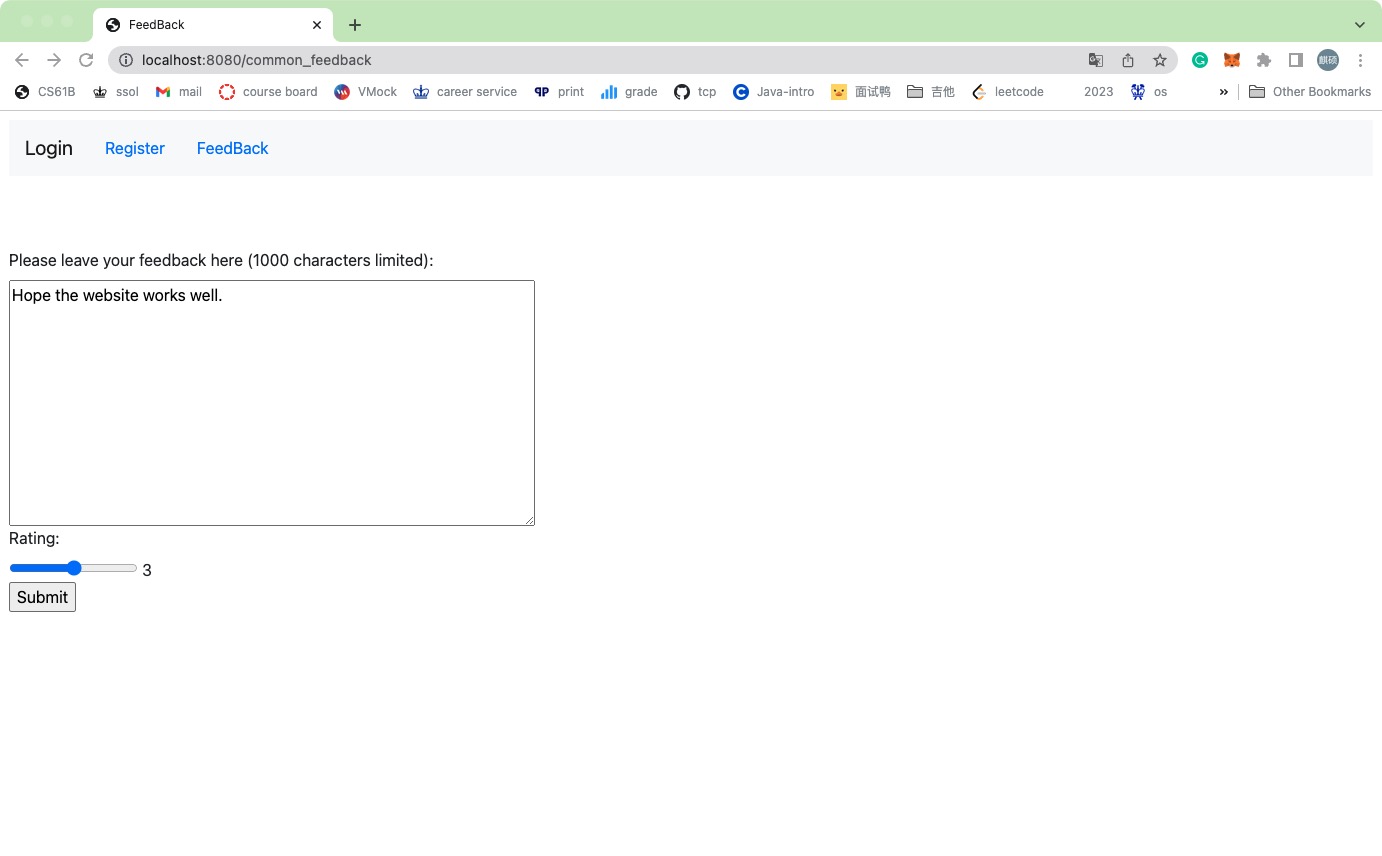 FeedBack
localhost:8080/common_feedback
麒硕
CS61B ssol mail course board VMock career service print grade tcp Java-intro 面试鸭 吉他 leetcode 2023 os » Other Bookmarks
Login Register FeedBack
Please leave your feedback here (1000 characters limited):
Hope the website works well.
Rating:
3
Submit